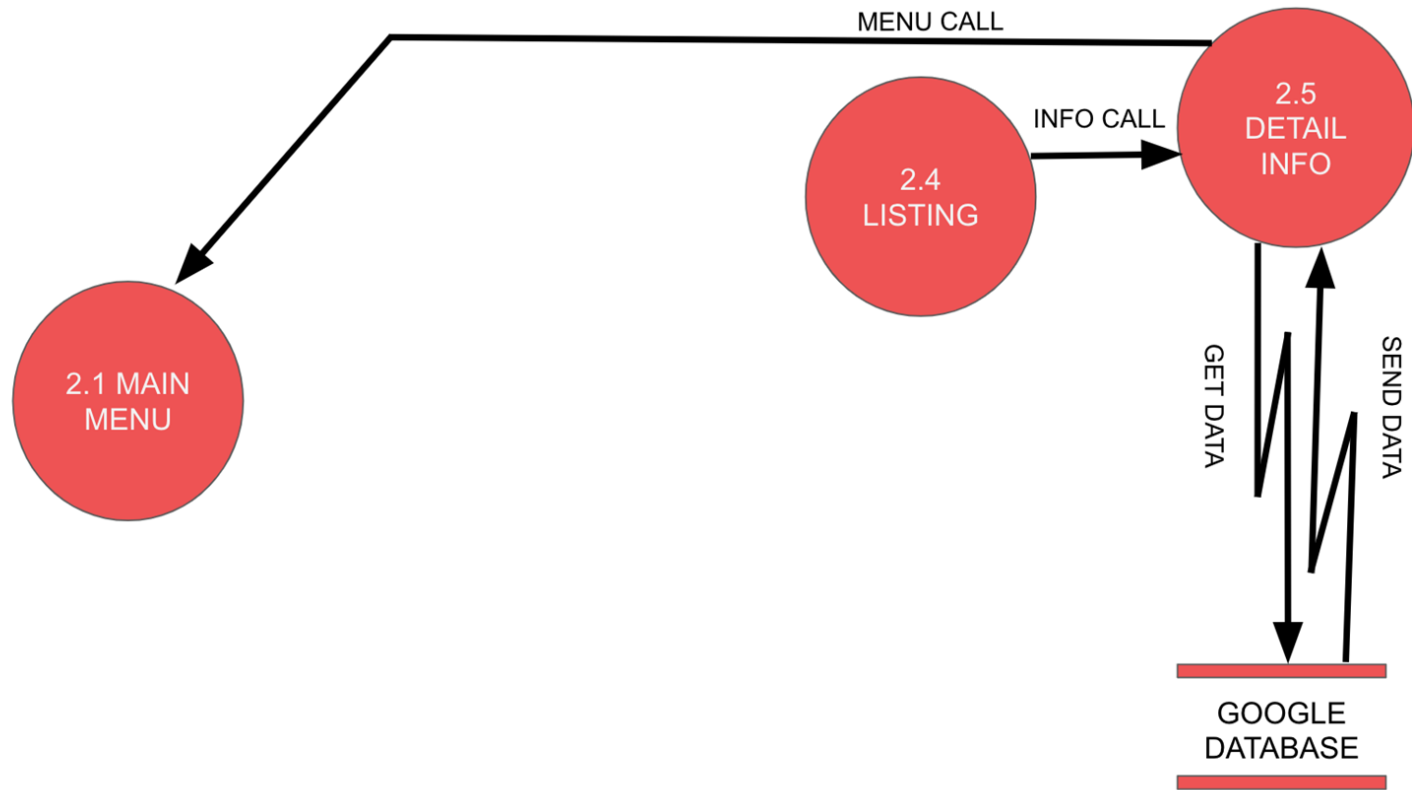 MENU CALL
2.5
DETAIL
INFO
INFO CALL
2.4
LISTING
2.1 MAIN
MENU
GET DATA
SEND DATA
GOOGLE
DATABASE